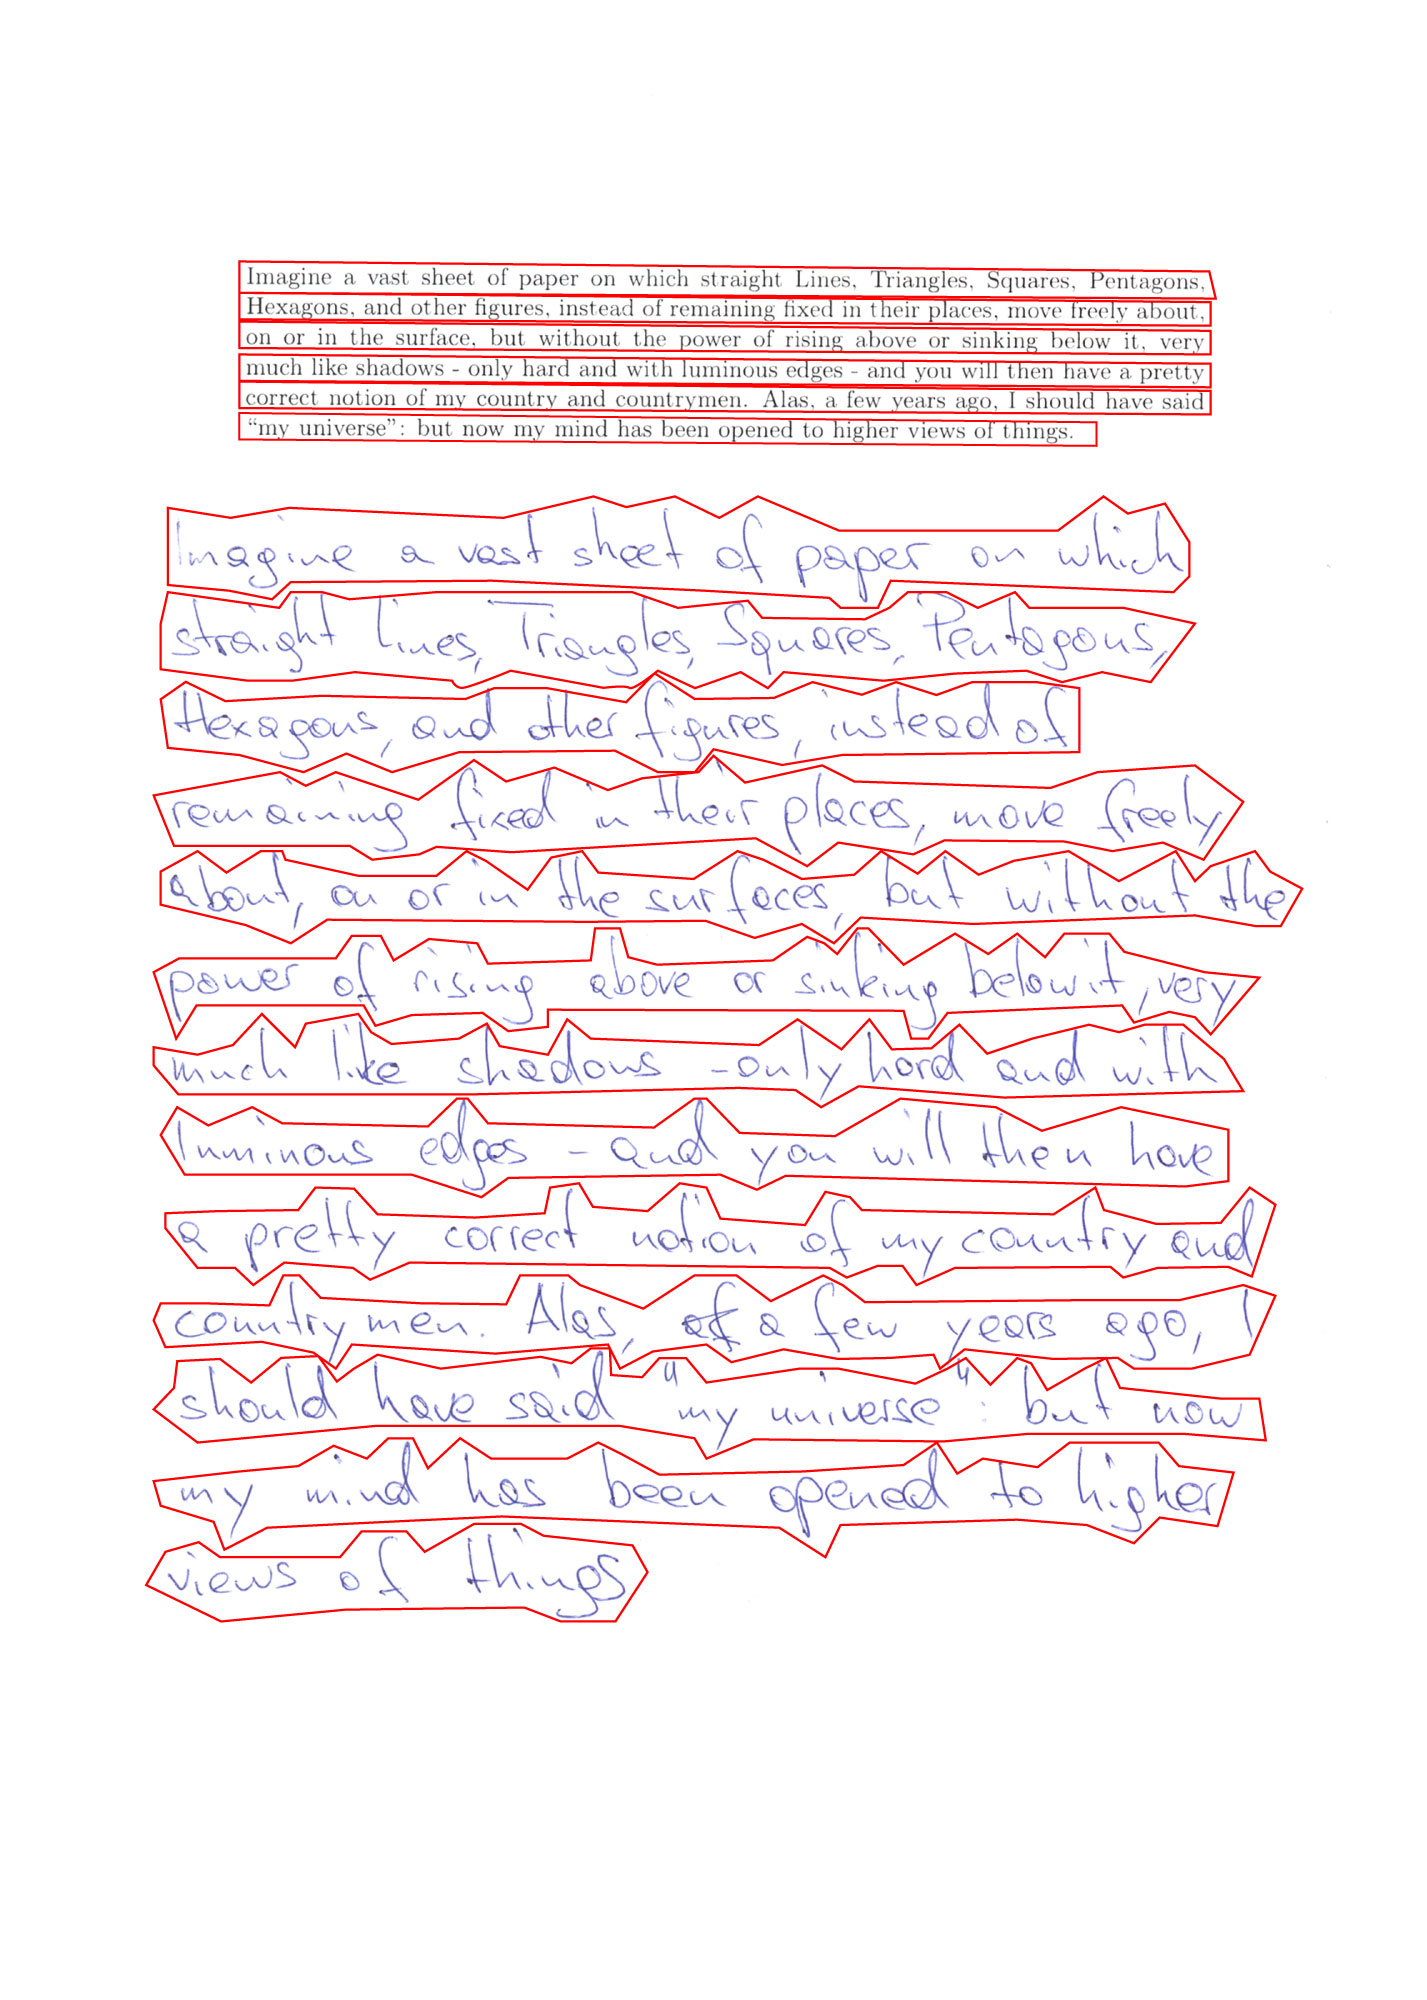 Imagine a vast sheet of paper on which straight Lines, Triangles, Squares, Pentagons,
Hexagons, and other figures, instead of remaining fixed in their places, move freely about,
on or in the surface, but without the power of rising above or sinking below it, very
much like shadows - only hard and with luminous edges - and you will then have a pretty
correct notion of my country and countrymen. Alas, a few years ago, I should have said
“my universe”: but now my mind has been opened to higher views of things.
Imagine a vast sheet of paper on which
straight lines, Triangles, Squares, Pentagons,
Hexagons, and other figures, instead of
remaining fixed in their places, move freely
about, on or in the surfaces, but without the
power of rising above or sinking below it, very
much like shadows - only hard and with
luminous edges - and you will then have
a pretty correct notion of my country and
countrymen. Alas, a few years ago, I
should have said "my universe": but now
my mind has been opened to higher
views of things